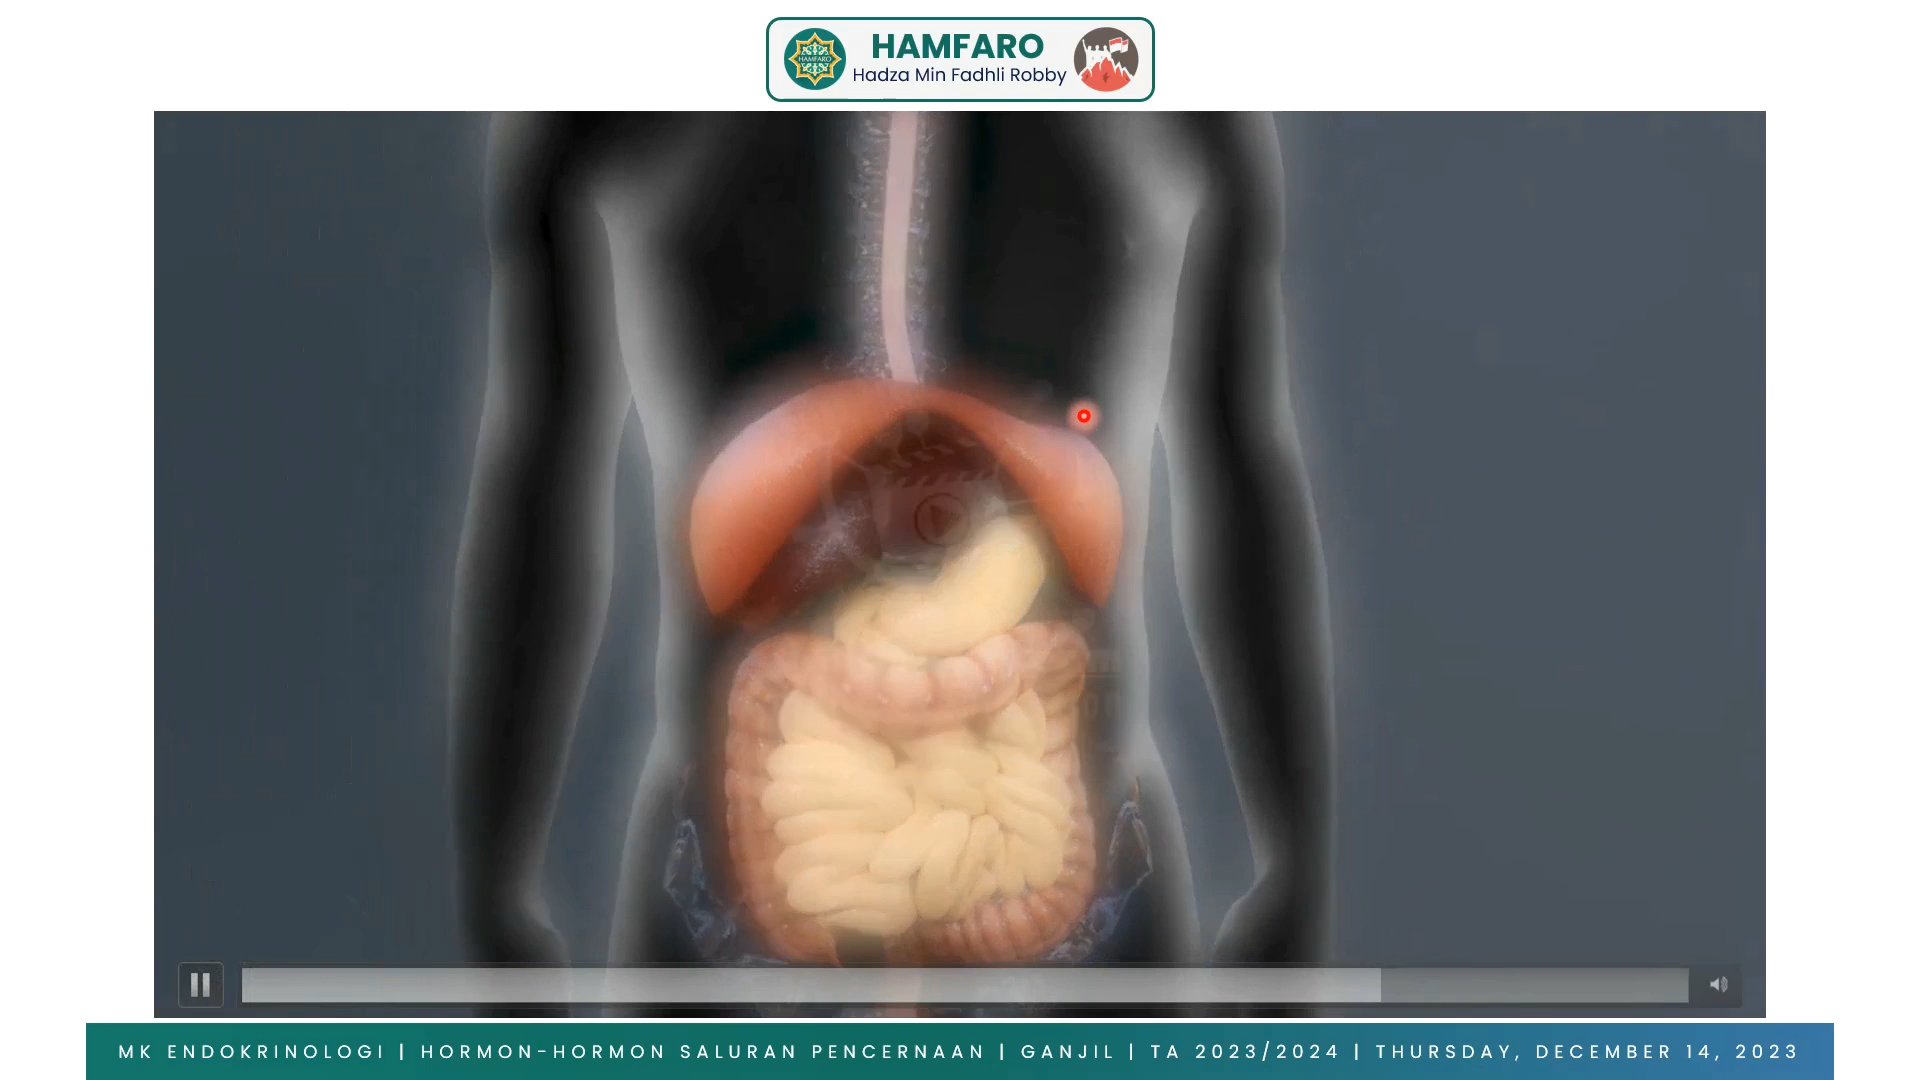 HAMFARO
HAMFARO
Hadza Min Fadhli Robby
MK ENDOKRINOLOGI | HORMON-HORMON SALURAN PENCERNAAN | GANJIL | TA 2023/2024 | THURSDAY, DECEMBER 14, 2023